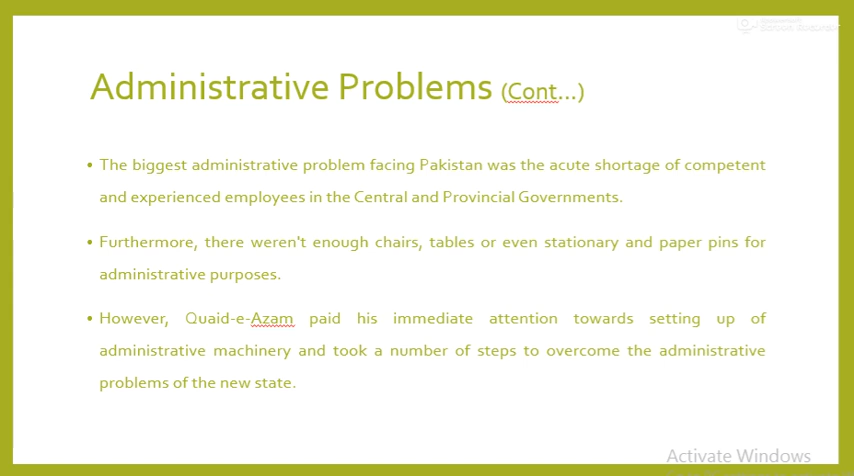 Administrative Problems (Cont...)
• The biggest administrative problem facing Pakistan was the acute shortage of competent
and experienced employees in the Central and Provincial Governments.
• Furthermore, there weren't enough chairs, tables or even stationary and paper pins for
administrative purposes.
• However, Quaid-e-Azam paid his immediate attention towards setting up of
administrative machinery and took a number of steps to overcome the administrative
problems of the new state.
Activate Windows